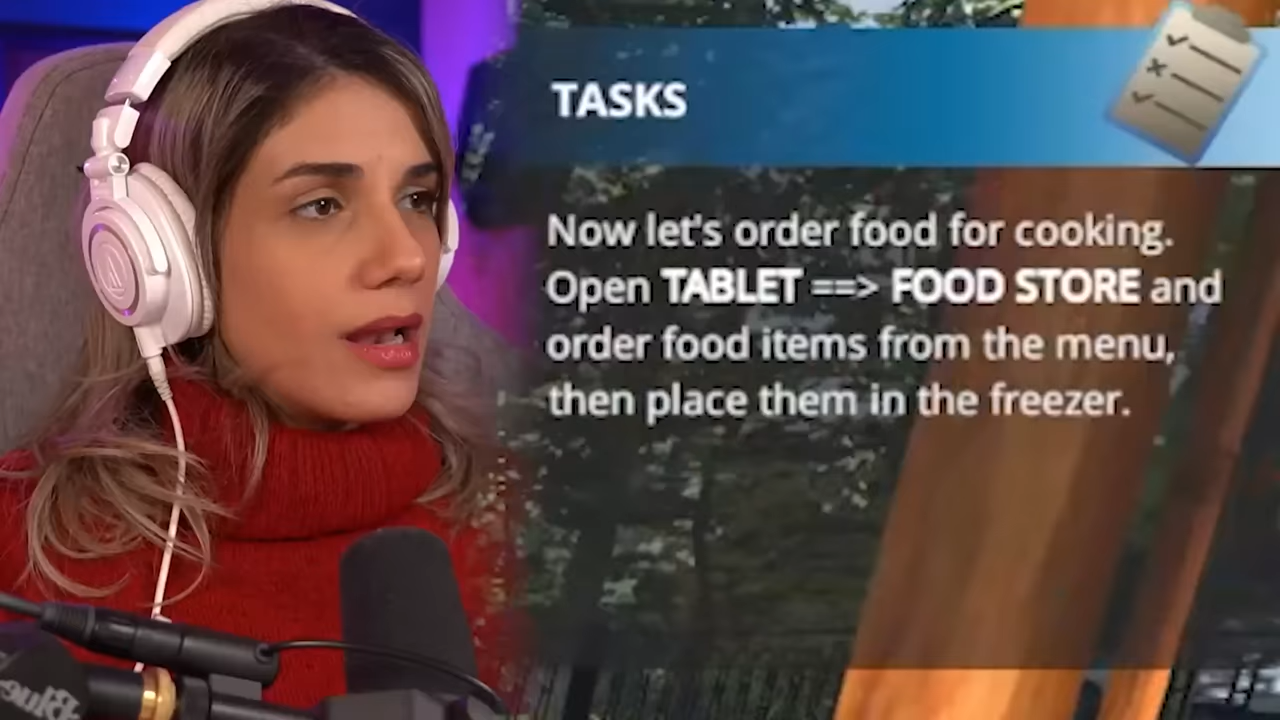 TASKS
Now let's order food for cooking.
Open TABLET ==> FOOD STORE and
order food items from the menu,
then place them in the freezer.
Blue